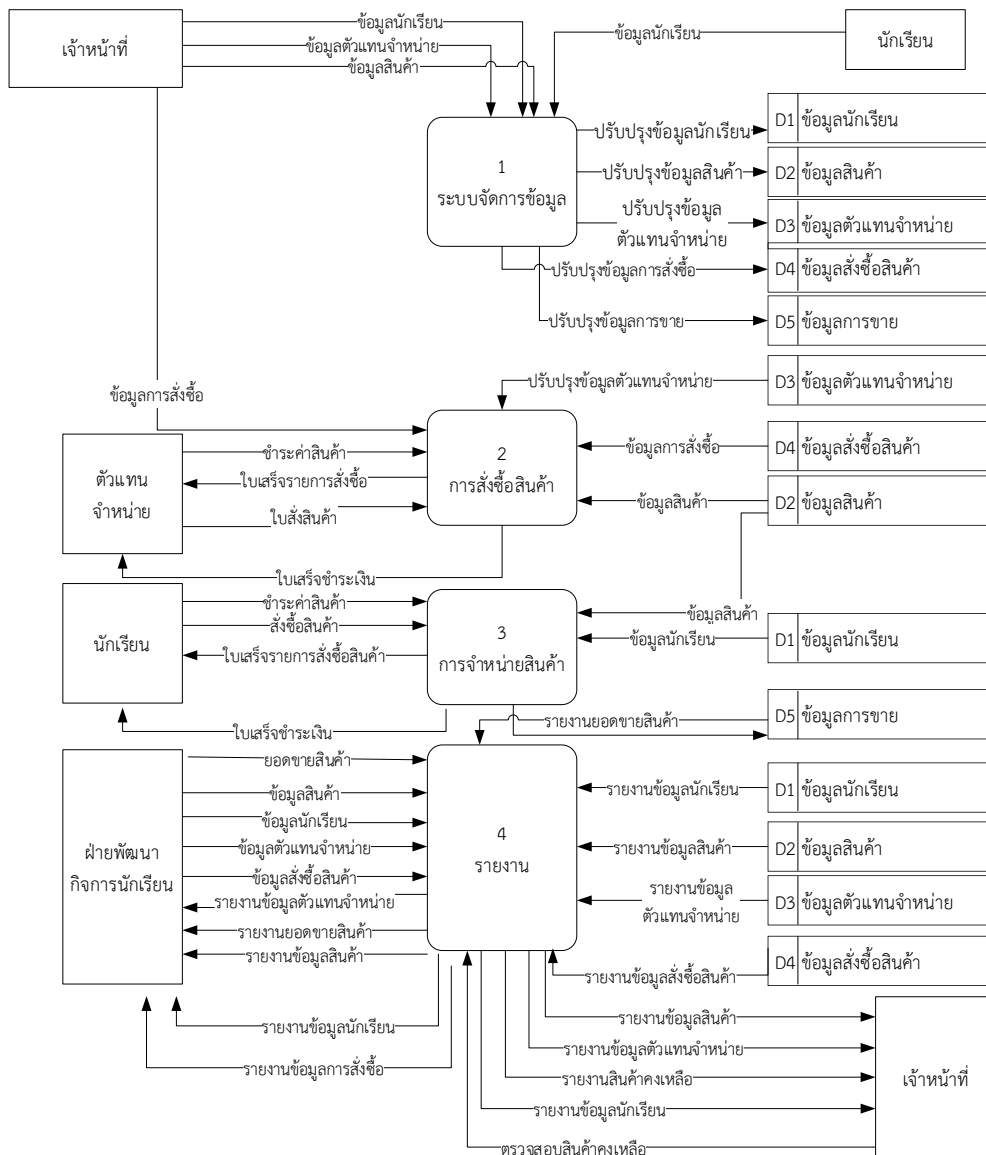 เจ้าหน้าที่
ข้อมูลนักเรียน
ข้อมูลตัวแทนจำหน่าย
ข้อมูลสินค้า
ข้อมูลนักเรียน
นักเรียน
1
ระบบจัดการข้อมูล
ปรับปรุงข้อมูลนักเรียน
D1 ข้อมูลนักเรียน
ปรับปรุงข้อมูลสินค้า
D2 ข้อมูลสินค้า
ปรับปรุงข้อมูล
ตัวแทนจำหน่าย
D3 ข้อมูลตัวแทนจำหน่าย
ปรับปรุงข้อมูลการสั่งซื้อ
D4 ข้อมูลสั่งซื้อสินค้า
ปรับปรุงข้อมูลการขาย
D5 ข้อมูลการขาย
ปรับปรุงข้อมูลตัวแทนจำหน่าย
D3 ข้อมูลตัวแทนจำหน่าย
ข้อมูลการสั่งซื้อ
ตัวแทน
จำหน่าย
ชำระค่าสินค้า
ใบเสร็จรายการสั่งซื้อ
ใบสั่งสินค้า
2
การสั่งซื้อสินค้า
ข้อมูลการสั่งซื้อ
D4 ข้อมูลสั่งซื้อสินค้า
ข้อมูลสินค้า
D2 ข้อมูลสินค้า
ใบเสร็จชำระเงิน
นักเรียน
ชำระค่าสินค้า
สั่งซื้อสินค้า
ใบเสร็จรายการสั่งซื้อสินค้า
3
การจำหน่ายสินค้า
ข้อมูลสินค้า
ข้อมูลนักเรียน
D1 ข้อมูลนักเรียน
ใบเสร็จชำระเงิน
รายงานยอดขายสินค้า
D5 ข้อมูลการขาย
ฝ่ายพัฒนา
กิจการนักเรียน
ยอดขายสินค้า
ข้อมูลสินค้า
ข้อมูลนักเรียน
ข้อมูลตัวแทนจำหน่าย
ข้อมูลสั่งซื้อสินค้า
รายงานข้อมูลตัวแทนจำหน่าย
รายงานยอดขายสินค้า
รายงานข้อมูลสินค้า
4
รายงาน
รายงานข้อมูลนักเรียน
D1 ข้อมูลนักเรียน
รายงานข้อมูลสินค้า
D2 ข้อมูลสินค้า
รายงานข้อมูล
ตัวแทนจำหน่าย
D3 ข้อมูลตัวแทนจำหน่าย
รายงานข้อมูลสั่งซื้อสินค้า
D4 ข้อมูลสั่งซื้อสินค้า
รายงานข้อมูลนักเรียน
รายงานข้อมูลการสั่งซื้อ
รายงานข้อมูลสินค้า
รายงานข้อมูลตัวแทนจำหน่าย
รายงานสินค้าคงเหลือ
รายงานข้อมูลนักเรียน
ตรวจสอบสินค้าคงเหลือ
เจ้าหน้าที่